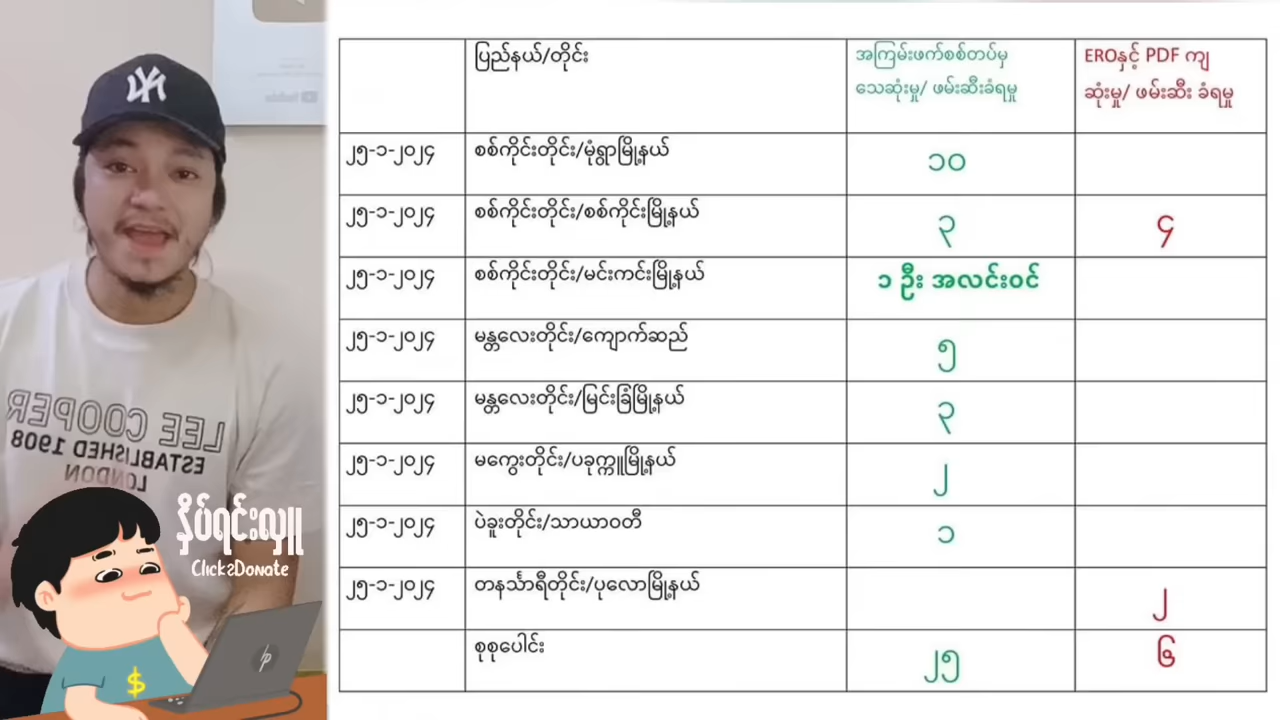 ပြည်နယ်/တိုင်း
အကြမ်းဖက်စစ်တပ်မှ
သေဆုံးမှု/ ဖမ်းဆီးခံရမှု
EROနှင့် PDF ကျ
ဆုံးမှု/ ဖမ်းဆီး ခံရမှု
၂၅-၁-၂၀၂၄ စစ်ကိုင်းတိုင်း/မုံရွာမြို့နယ် ၁၀
၂၅-၁-၂၀၂၄ စစ်ကိုင်းတိုင်း/စစ်ကိုင်းမြို့နယ် ၃ ၄
၂၅-၁-၂၀၂၄ စစ်ကိုင်းတိုင်း/မင်းကင်းမြို့နယ် ၁ ဦး အလင်းဝင်
၂၅-၁-၂၀၂၄ မန္တလေးတိုင်း/ကျောက်ဆည် ၅
၂၅-၁-၂၀၂၄ မန္တလေးတိုင်း/မြင်းခြံမြို့နယ် ၃
၂၅-၁-၂၀၂၄ မကွေးတိုင်း/ပခုက္ကူမြို့နယ် ၂
၂၅-၁-၂၀၂၄ ပဲခူးတိုင်း/သာယာဝတီ ၁
၂၅-၁-၂၀၂၄ တနင်္သာရီတိုင်း/ပုလောမြို့နယ် ၂
စုစုပေါင်း ၂၅ ၆
LEE COOPER
ESTABLISHED 1908
LONDON
နှိပ်ရင်းလှူ
Click2Donate
$
hp